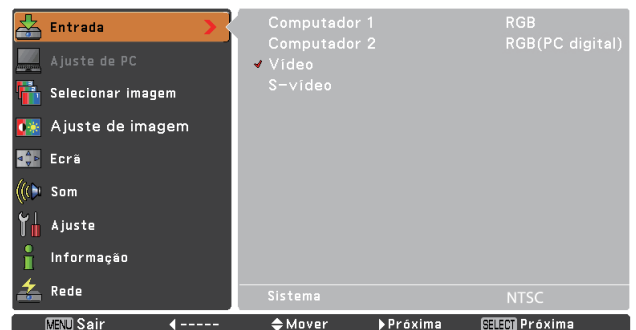 Entrada
Ajuste de PC
Selecionar imagem
Ajuste de imagem
Ecrã
Som
Ajuste
Informação
Rede
Computador 1 RGB
Computador 2 RGB(PC digital)
Vídeo
S-vídeo
Sistema NTSC
MENU Sair ----- Mover Próxima SELECT Próxima